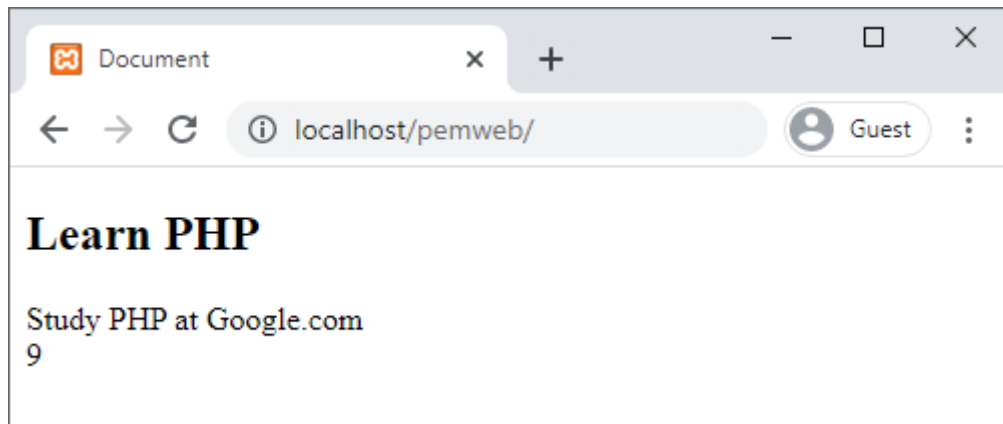 Document
localhost/pemweb/
Guest
Learn PHP
Study PHP at Google.com
9